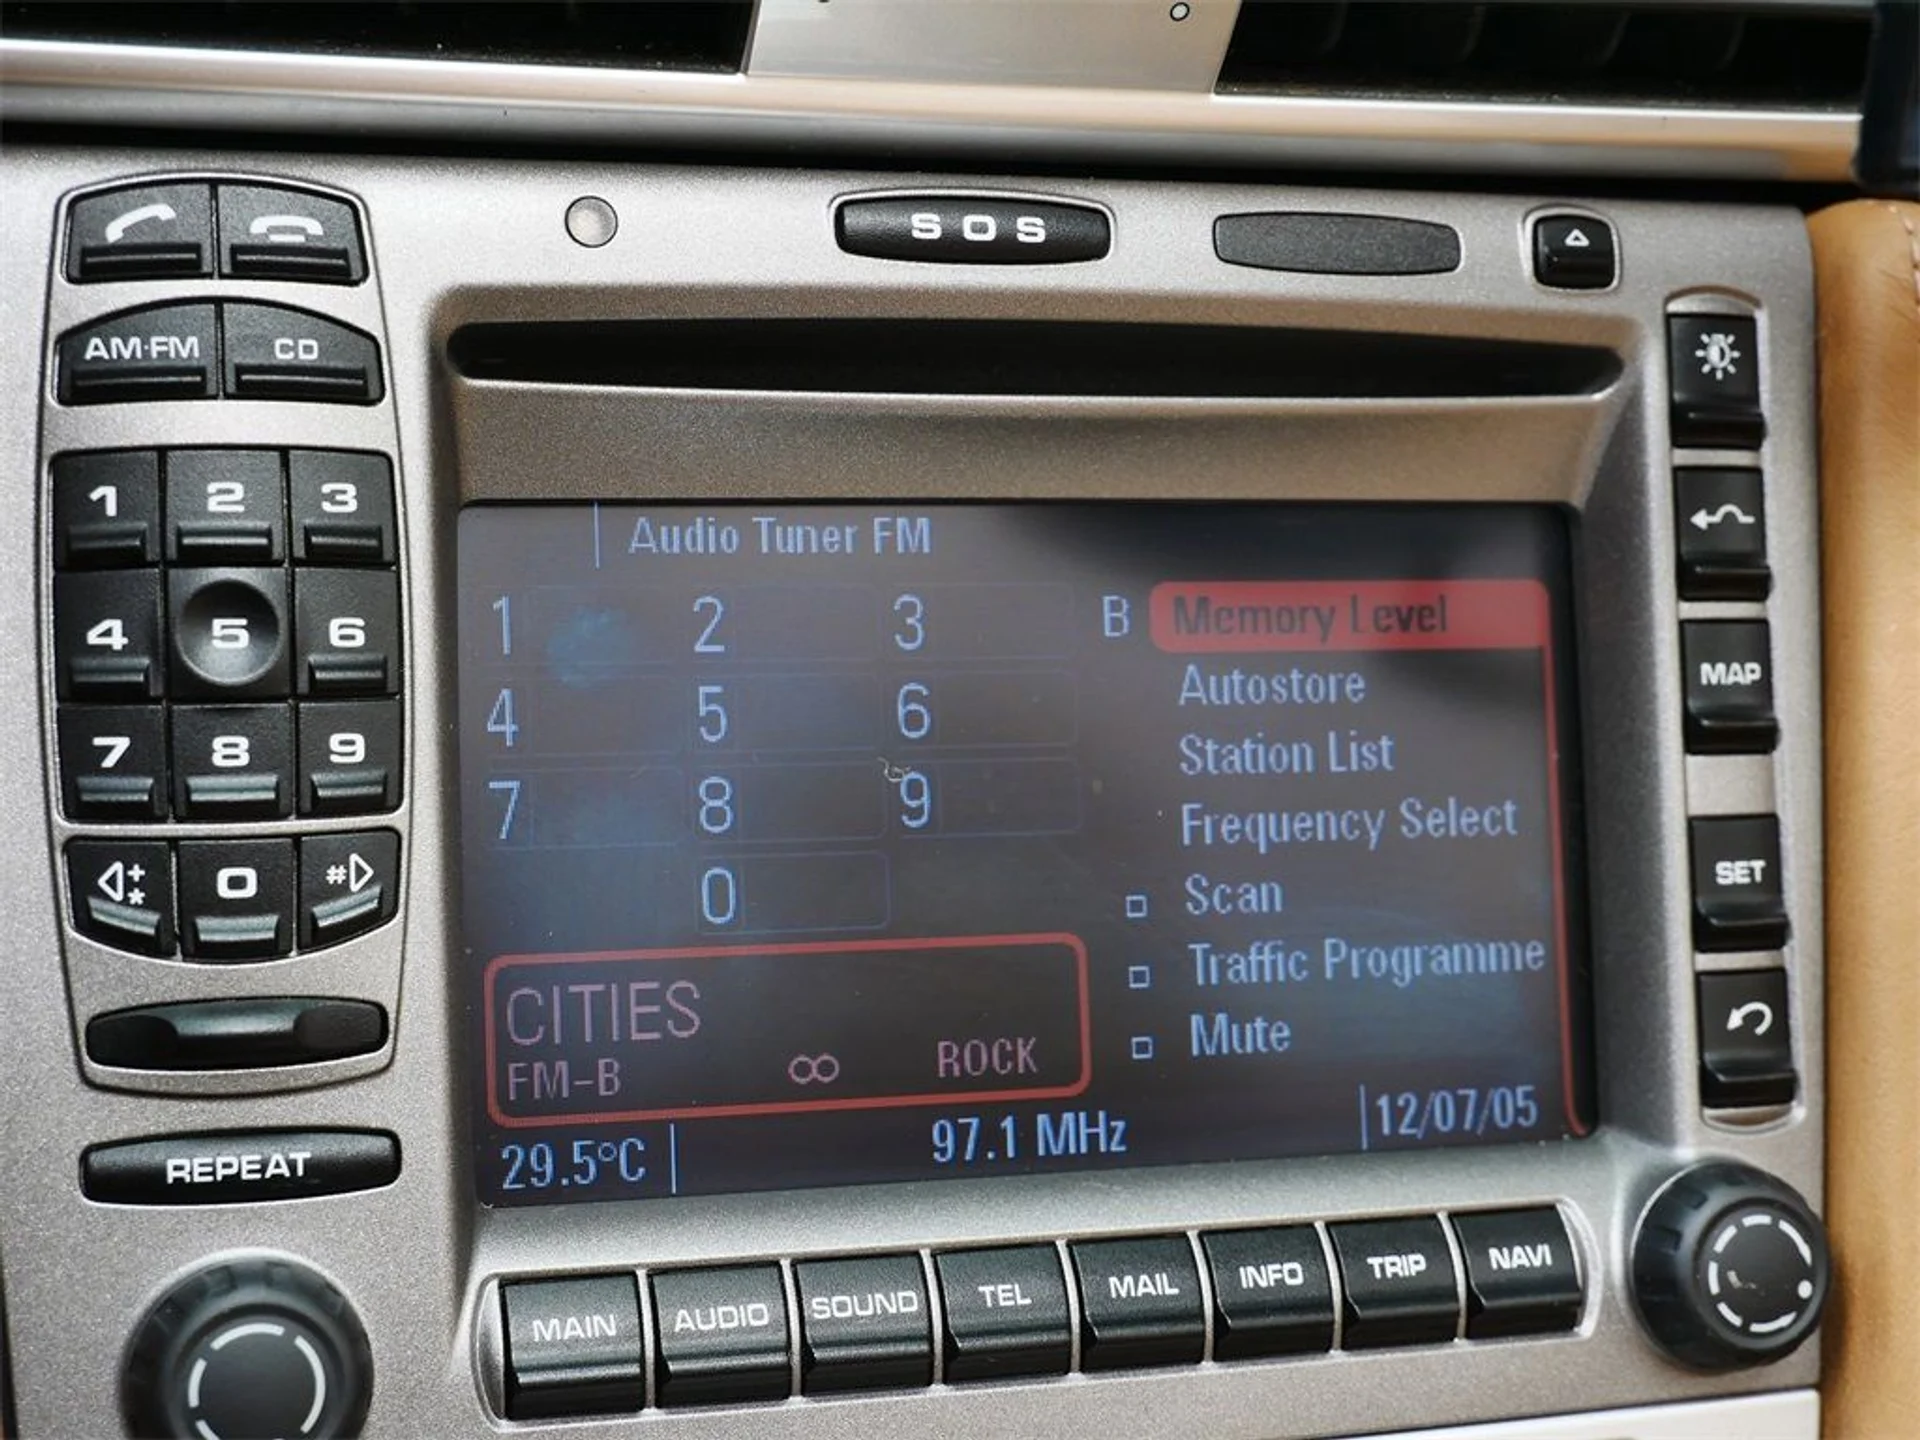 SOS
AM·FM CD
1 2 3
4 5 6
7 8 9
+
* 0 #
REPEAT
MAP
SET
Audio Tuner FM
1 2 3 B Memory Level
Autostore
4 5 6
Station List
7 8 9 Frequency Select
0 Scan
Traffic Programme
CITIES
FM-B ∞ ROCK
Mute
29.5°C 97.1 MHz 12/07/05
MAIN AUDIO SOUND TEL MAIL INFO TRIP NAVI